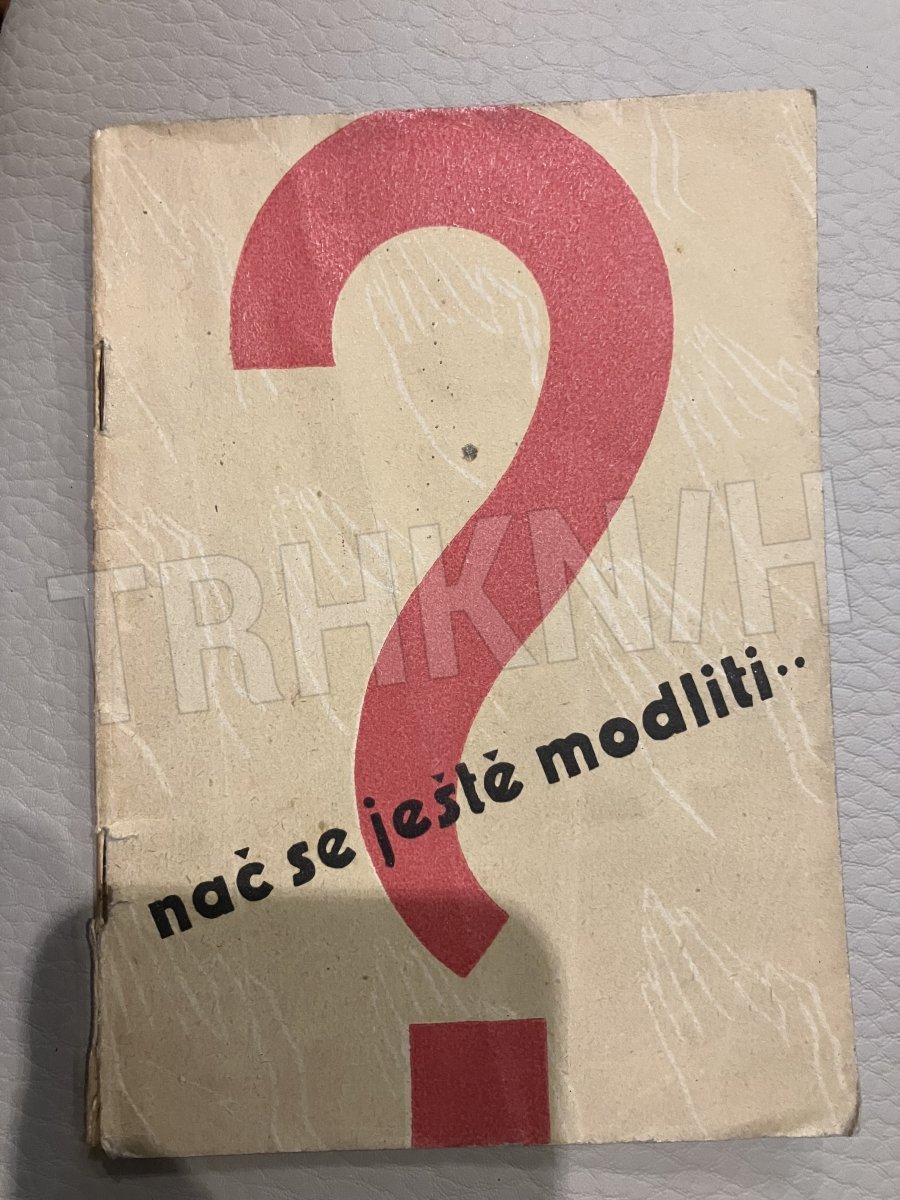 TRHKNIH
?
nač se ještě modliti..